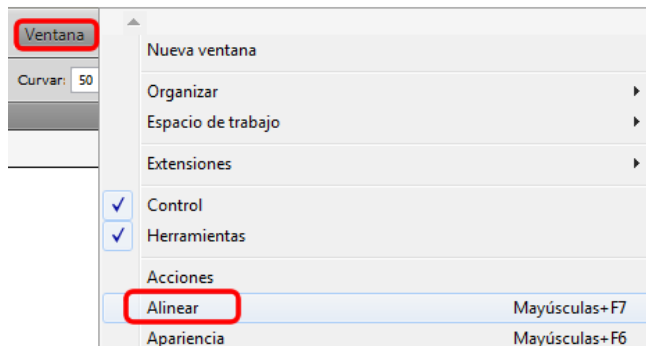 Ventana
Curvar: 50
Nueva ventana
Organizar
Espacio de trabajo
Extensiones
Control
Herramientas
Acciones
Alinear Mayúsculas+F7
Apariencia Mayúsculas+F6